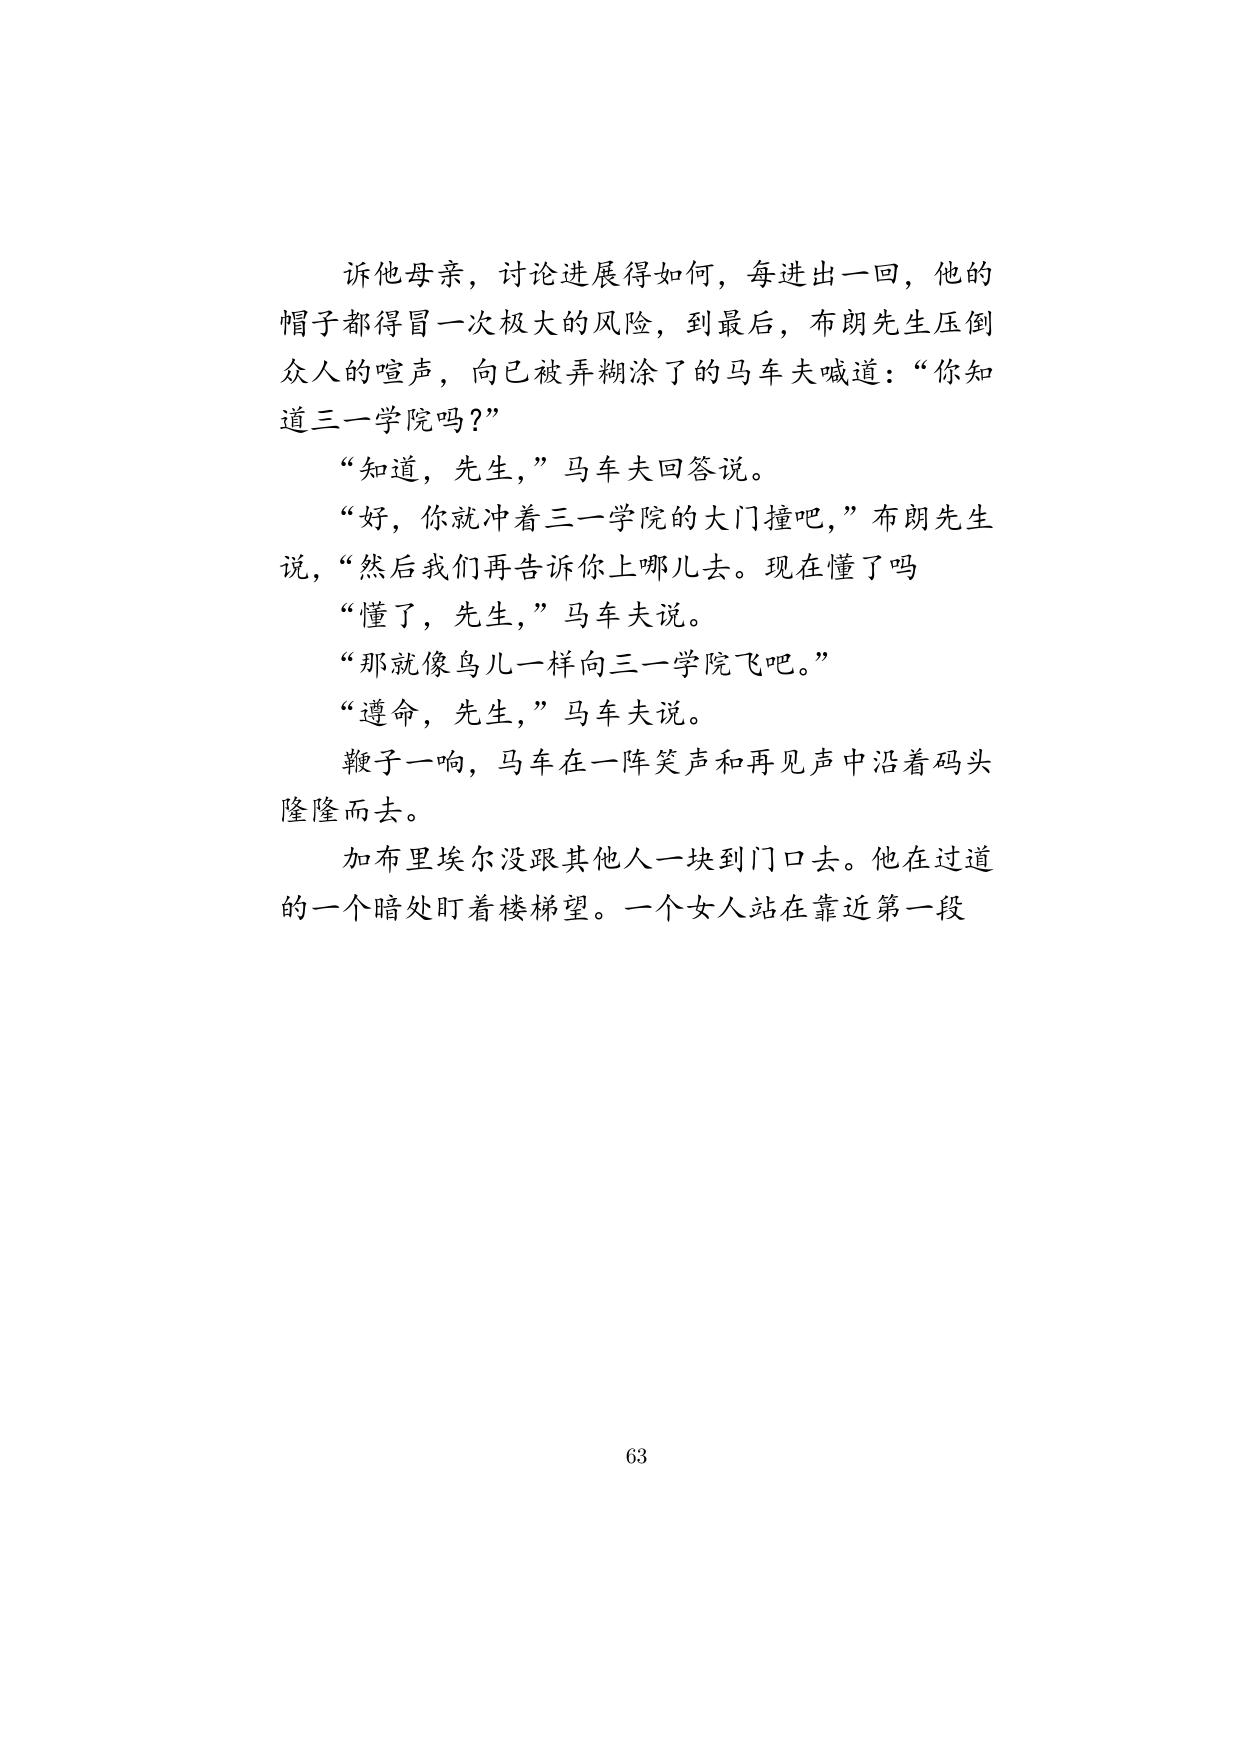 诉他母亲，讨论进展得如何，每进出一回，他的
帽子都得冒一次极大的风险，到最后，布朗先生压倒
众人的喧声，向已被弄糊涂了的马车夫喊道：“你知
道三一学院吗?”
“知道，先生，”马车夫回答说。
“好，你就冲着三一学院的大门撞吧，”布朗先生
说，“然后我们再告诉你上哪儿去。现在懂了吗
“懂了，先生，”马车夫说。
“那就像鸟儿一样向三一学院飞吧。”
“遵命，先生，”马车夫说。
鞭子一响，马车在一阵笑声和再见声中沿着码头
隆隆而去。
加布里埃尔没跟其他人一块到门口去。他在过道
的一个暗处盯着楼梯望。一个女人站在靠近第一段
63